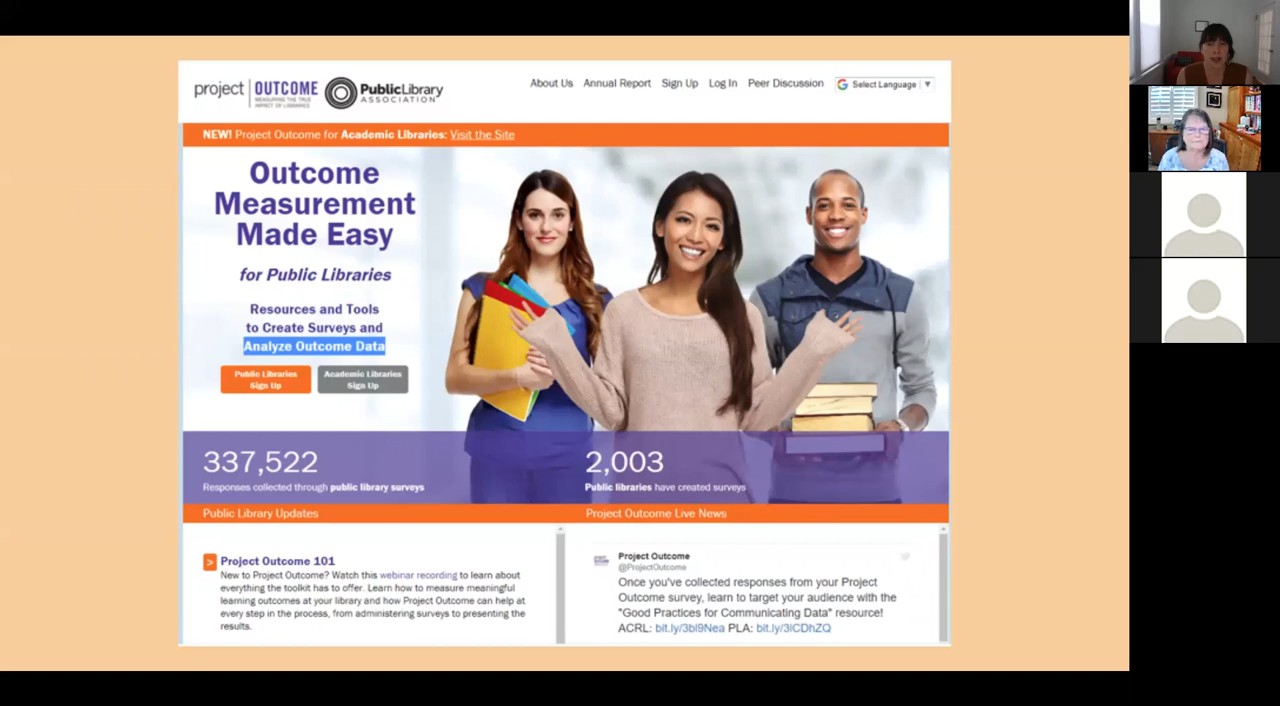 project OUTCOME
MEASURING THE TRUE
IMPACT OF LIBRARIES
PublicLibrary
ASSOCIATION
About Us Annual Report Sign Up Log In Peer Discussion Select Language
NEW! Project Outcome for Academic Libraries: Visit the Site
Outcome
Measurement
Made Easy
for Public Libraries
Resources and Tools
to Create Surveys and
Analyze Outcome Data
Public Libraries
Sign Up
Academic Libraries
Sign Up
337,522
Responses collected through public library surveys
2,003
Public libraries have created surveys
Public Library Updates
Project Outcome Live News
Project Outcome 101
New to Project Outcome? Watch this webinar recording to learn about
everything the toolkit has to offer. Learn how to measure meaningful
learning outcomes at your library and how Project Outcome can help at
every step in the process, from administering surveys to presenting the
results.
Project Outcome
@ProjectOutcome
Once you've collected responses from your Project
Outcome survey, learn to target your audience with the
"Good Practices for Communicating Data" resource!
ACRL: bit.ly/3bl9Nea PLA: bit.ly/3lCDhZQ